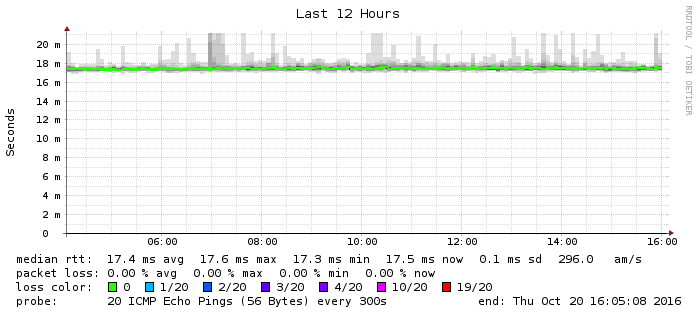 Last 12 Hours
RRDTOOL / TOBI OETIKER
Seconds
20 m
18 m
16 m
14 m
12 m
10 m
8 m
6 m
4 m
2 m
0
06:00 08:00 10:00 12:00 14:00 16:00
median rtt: 17.4 ms avg 17.6 ms max 17.3 ms min 17.5 ms now 0.1 ms sd 296.0 am/s
packet loss: 0.00 % avg 0.00 % max 0.00 % min 0.00 % now
loss color: 0 1/20 2/20 3/20 4/20 10/20 19/20
probe: 20 ICMP Echo Pings (56 Bytes) every 300s end: Thu Oct 20 16:05:08 2016